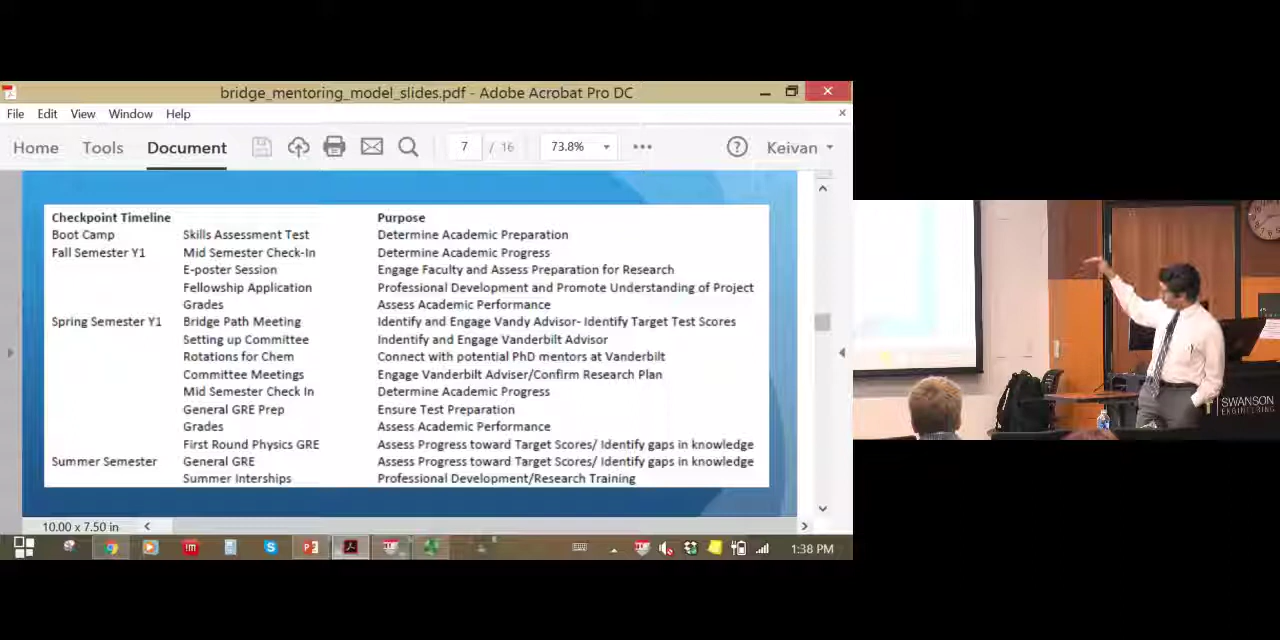 bridge_mentoring_model_slides.pdf - Adobe Acrobat Pro DC
File Edit View Window Help
Home Tools Document 7 / 16 73.8% Keivan
Checkpoint Timeline Purpose
Boot Camp Skills Assessment Test Determine Academic Preparation
Fall Semester Y1 Mid Semester Check-In Determine Academic Progress
E-poster Session Engage Faculty and Assess Preparation for Research
Fellowship Application Professional Development and Promote Understanding of Project
Grades Assess Academic Performance
Spring Semester Y1 Bridge Path Meeting Identify and Engage Vandy Advisor- Identify Target Test Scores
Setting up Committee Indentify and Engage Vanderbilt Advisor
Rotations for Chem Connect with potential PhD mentors at Vanderbilt
Committee Meetings Engage Vanderbilt Adviser/Confirm Research Plan
Mid Semester Check In Determine Academic Progress
General GRE Prep Ensure Test Preparation
Grades Assess Academic Performance
First Round Physics GRE Assess Progress toward Target Scores/ Identify gaps in knowledge
Summer Semester General GRE Assess Progress toward Target Scores/ Identify gaps in knowledge
Summer Interships Professional Development/Research Training
10.00 x 7.50 in
1:38 PM
SWANSON
ENGINEERING